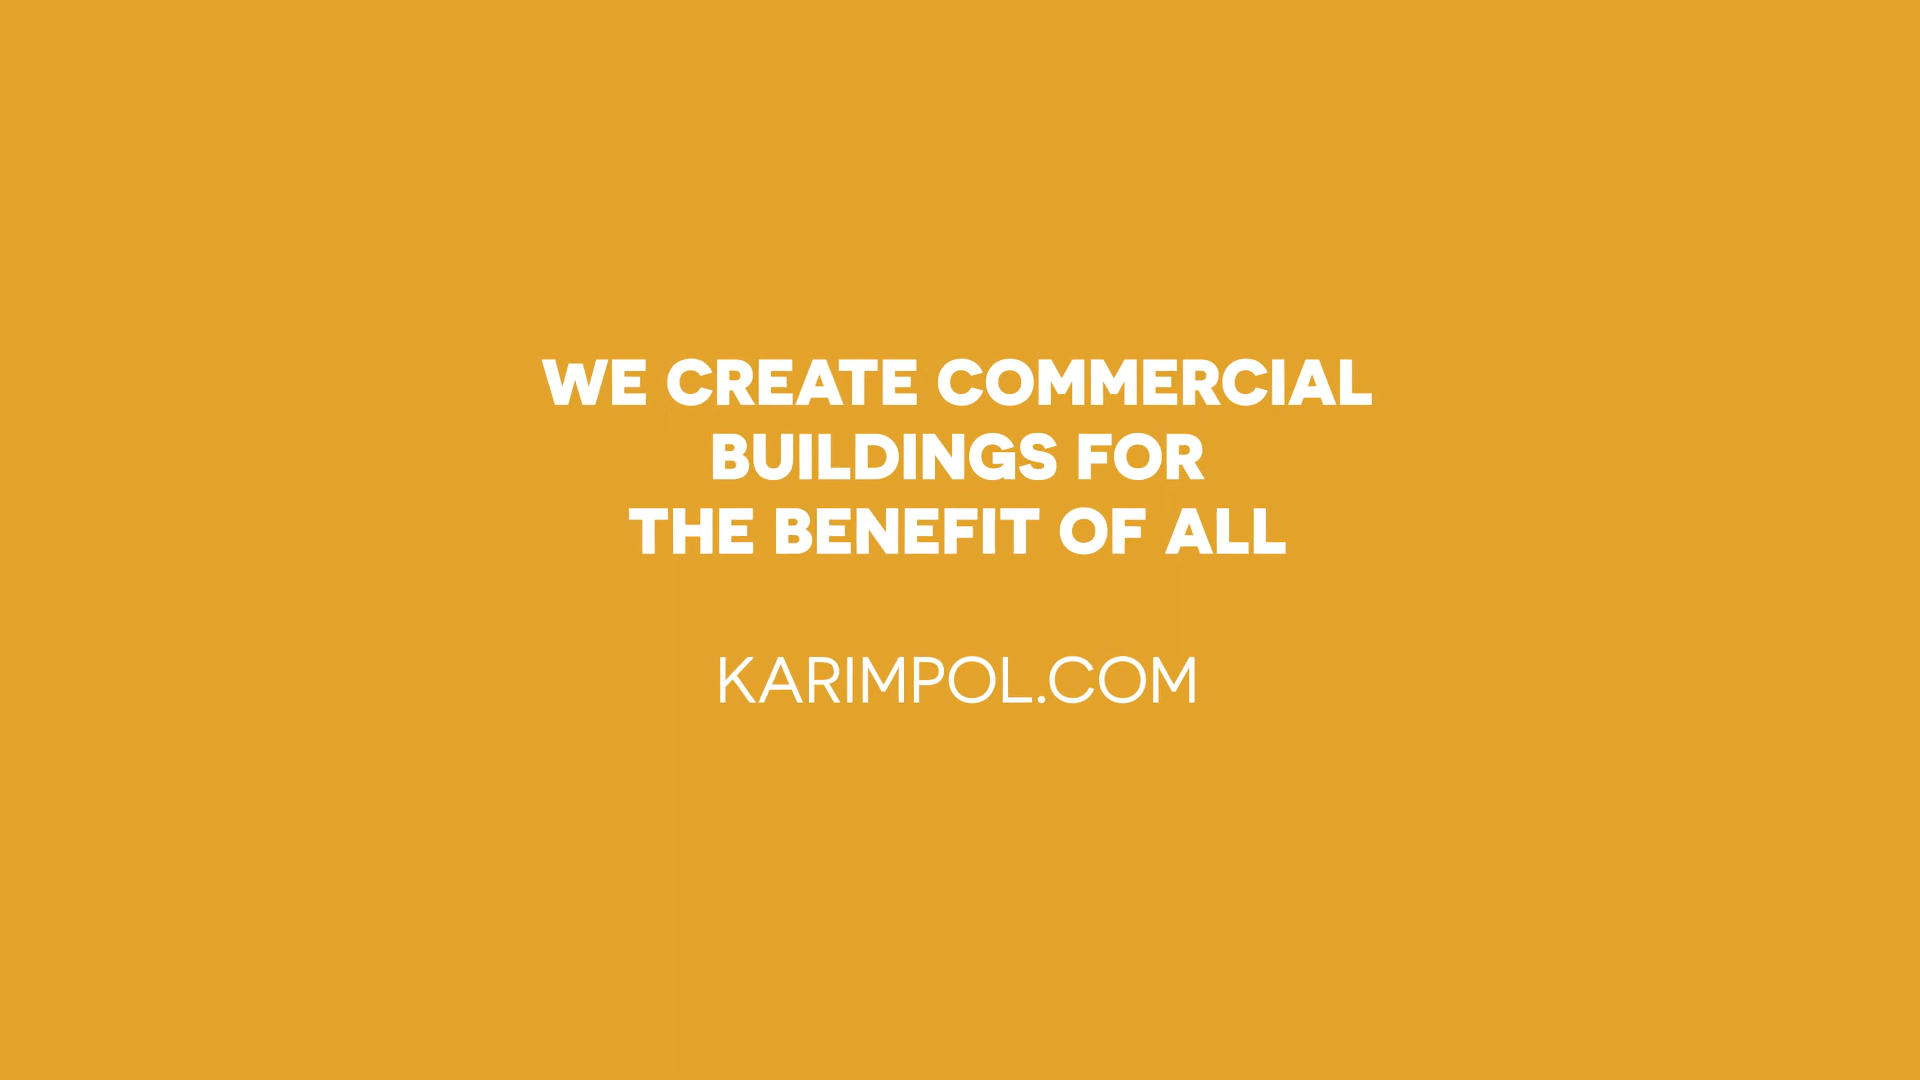 WE CREATE COMMERCIAL
BUILDINGS FOR
THE BENEFIT OF ALL
KARIMPOL.COM